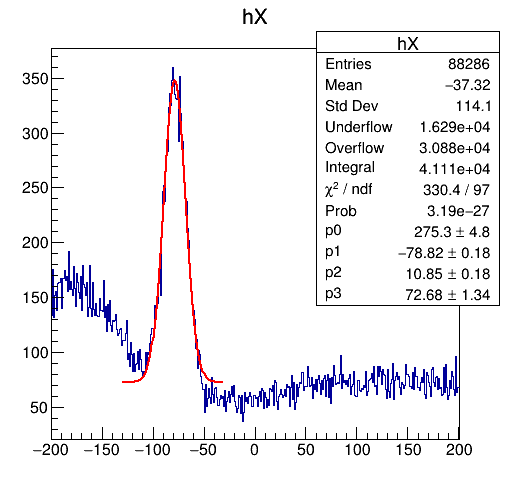 hX
hX
Entries 88286
Mean −37.32
Std Dev 114.1
Underflow 1.629e+04
Overflow 3.088e+04
Integral 4.111e+04
χ² / ndf 330.4 / 97
Prob 3.19e−27
p0 275.3 ± 4.8
p1 −78.82 ± 0.18
p2 10.85 ± 0.18
p3 72.68 ± 1.34
350
300
250
200
150
100
50
−200 −150 −100 −50 0 50 100 150 200